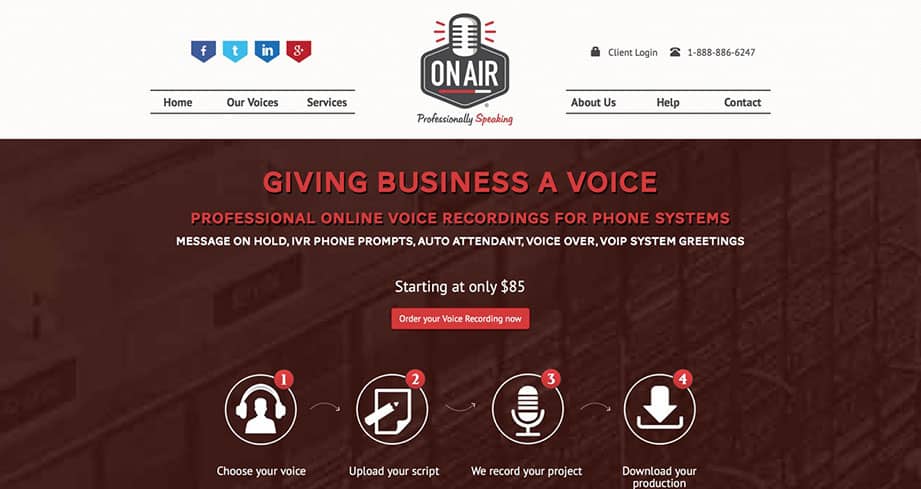 f t in g+
Client Login 1-888-886-6247
ON AIR
®
Professionally Speaking
Home Our Voices Services
About Us Help Contact
GIVING BUSINESS A VOICE
PROFESSIONAL ONLINE VOICE RECORDINGS FOR PHONE SYSTEMS
MESSAGE ON HOLD, IVR PHONE PROMPTS, AUTO ATTENDANT, VOICE OVER, VOIP SYSTEM GREETINGS
Starting at only $85
Order your Voice Recording now
1 2 3 4
Choose your voice
Upload your script
We record your project
Download your
production